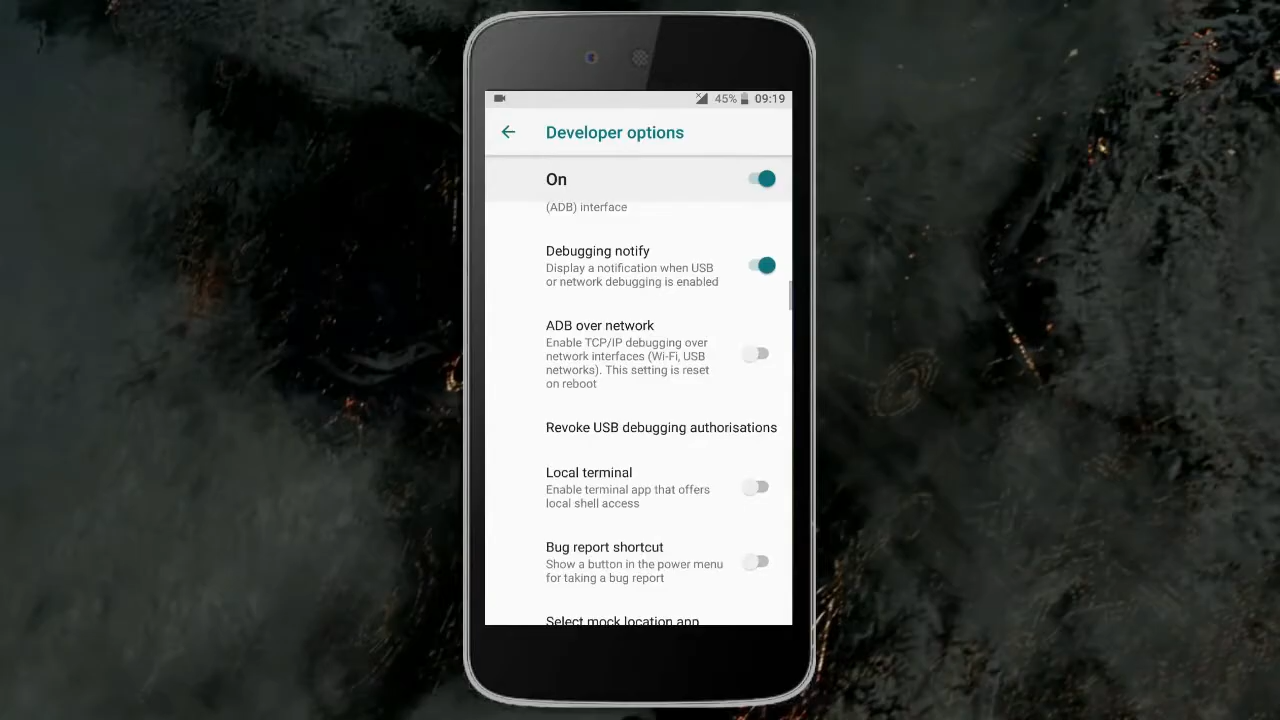 45% 09:19
Developer options
On
(ADB) interface
Debugging notify
Display a notification when USB
or network debugging is enabled
ADB over network
Enable TCP/IP debugging over
network interfaces (Wi-Fi, USB
networks). This setting is reset
on reboot
Revoke USB debugging authorisations
Local terminal
Enable terminal app that offers
local shell access
Bug report shortcut
Show a button in the power menu
for taking a bug report
Select mock location app